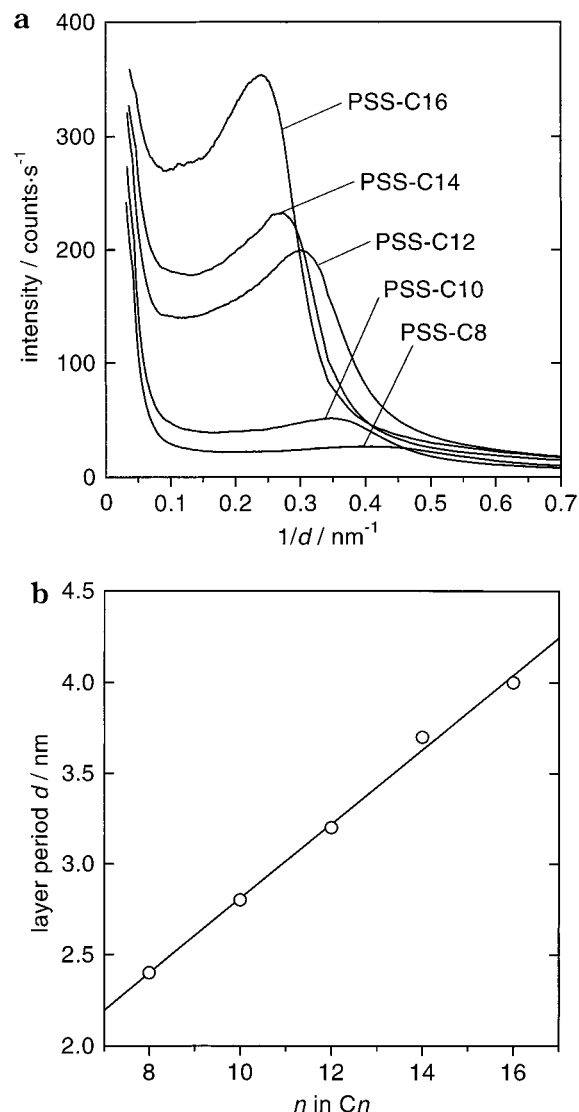 a
400
300
200
100
0
intensity / counts·s⁻¹
PSS-C16
PSS-C14
PSS-C12
PSS-C10
PSS-C8
0 0.1 0.2 0.3 0.4 0.5 0.6 0.7
1/d / nm⁻¹
b
4.5
4.0
3.5
3.0
2.5
2.0
layer period d / nm
8 10 12 14 16
n in Cn